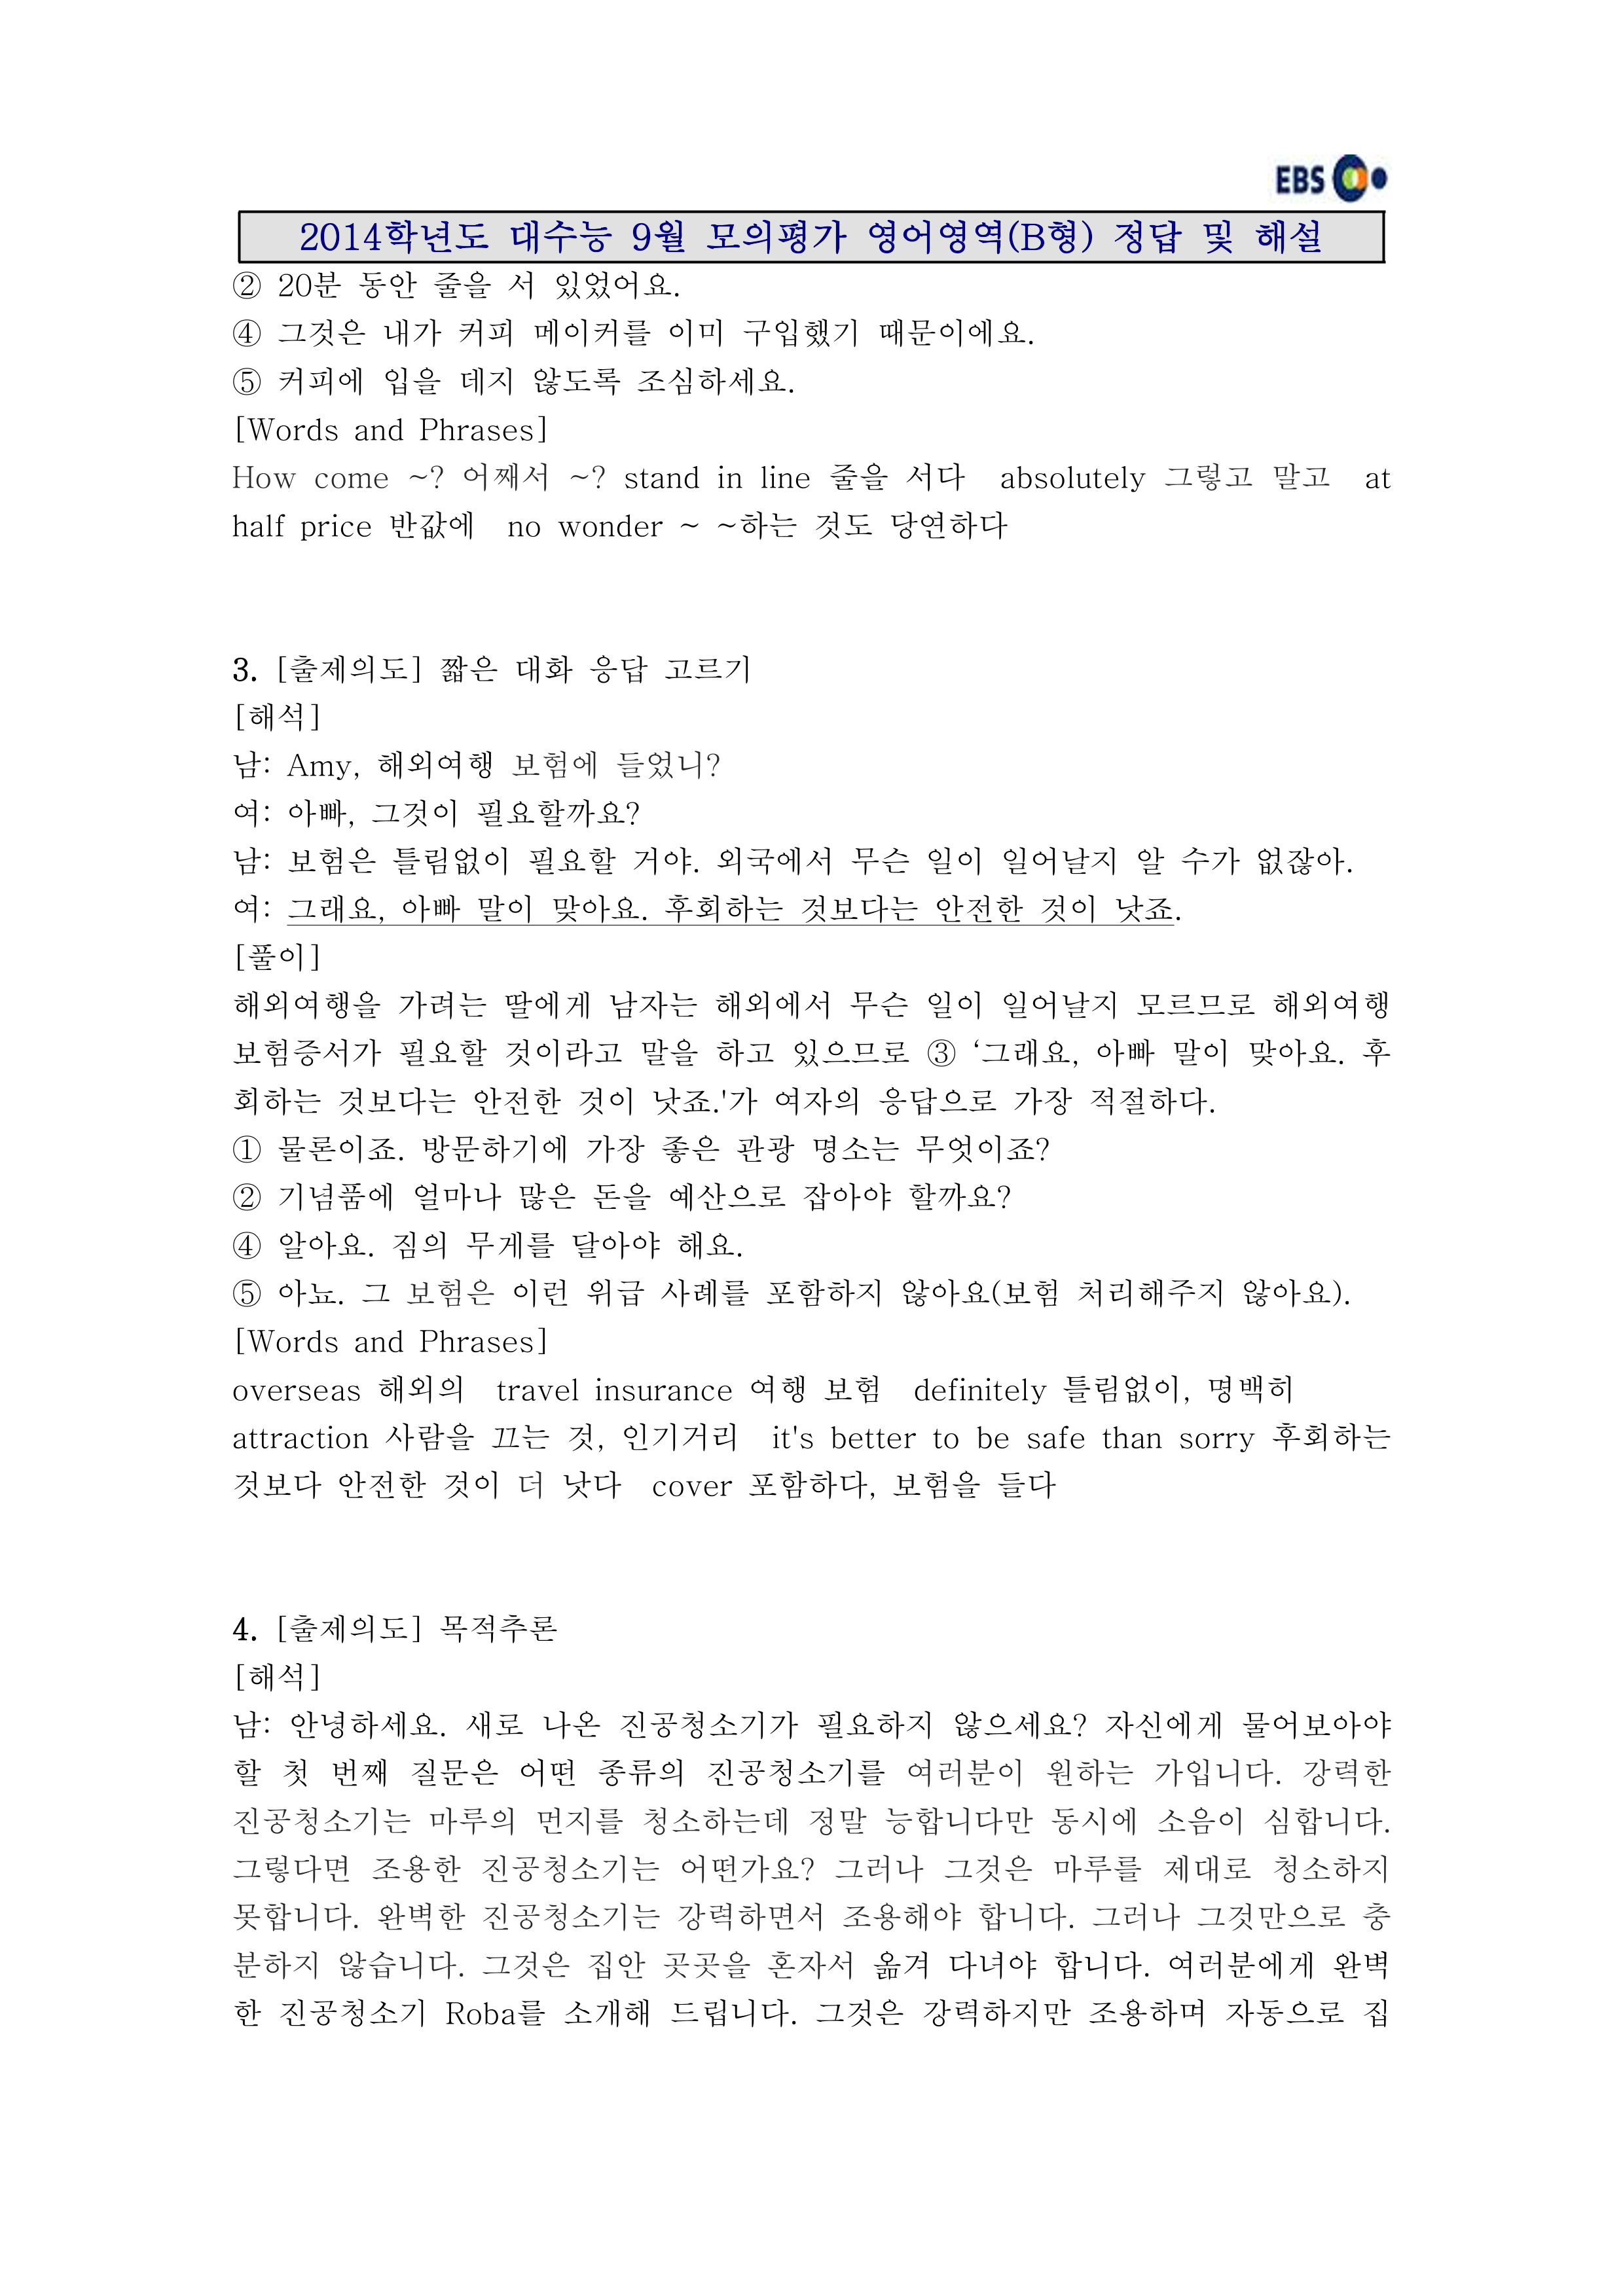 EBS
2014학년도 대수능 9월 모의평가 영어영역(B형) 정답 및 해설
② 20분 동안 줄을 서 있었어요.
④ 그것은 내가 커피 메이커를 이미 구입했기 때문이에요.
⑤ 커피에 입을 데지 않도록 조심하세요.
[Words and Phrases]
How come ~? 어째서 ~? stand in line 줄을 서다 absolutely 그렇고 말고 at
half price 반값에 no wonder ~ ~하는 것도 당연하다
3. [출제의도] 짧은 대화 응답 고르기
[해석]
남: Amy, 해외여행 보험에 들었니?
여: 아빠, 그것이 필요할까요?
남: 보험은 틀림없이 필요할 거야. 외국에서 무슨 일이 일어날지 알 수가 없잖아.
여: 그래요, 아빠 말이 맞아요. 후회하는 것보다는 안전한 것이 낫죠.
[풀이]
해외여행을 가려는 딸에게 남자는 해외에서 무슨 일이 일어날지 모르므로 해외여행
보험증서가 필요할 것이라고 말을 하고 있으므로 ③ ‘그래요, 아빠 말이 맞아요. 후
회하는 것보다는 안전한 것이 낫죠.'가 여자의 응답으로 가장 적절하다.
① 물론이죠. 방문하기에 가장 좋은 관광 명소는 무엇이죠?
② 기념품에 얼마나 많은 돈을 예산으로 잡아야 할까요?
④ 알아요. 짐의 무게를 달아야 해요.
⑤ 아뇨. 그 보험은 이런 위급 사례를 포함하지 않아요(보험 처리해주지 않아요).
[Words and Phrases]
overseas 해외의 travel insurance 여행 보험 definitely 틀림없이, 명백히
attraction 사람을 끄는 것, 인기거리 it's better to be safe than sorry 후회하는
것보다 안전한 것이 더 낫다 cover 포함하다, 보험을 들다
4. [출제의도] 목적추론
[해석]
남: 안녕하세요. 새로 나온 진공청소기가 필요하지 않으세요? 자신에게 물어보아야
할 첫 번째 질문은 어떤 종류의 진공청소기를 여러분이 원하는 가입니다. 강력한
진공청소기는 마루의 먼지를 청소하는데 정말 능합니다만 동시에 소음이 심합니다.
그렇다면 조용한 진공청소기는 어떤가요? 그러나 그것은 마루를 제대로 청소하지
못합니다. 완벽한 진공청소기는 강력하면서 조용해야 합니다. 그러나 그것만으로 충
분하지 않습니다. 그것은 집안 곳곳을 혼자서 옮겨 다녀야 합니다. 여러분에게 완벽
한 진공청소기 Roba를 소개해 드립니다. 그것은 강력하지만 조용하며 자동으로 집